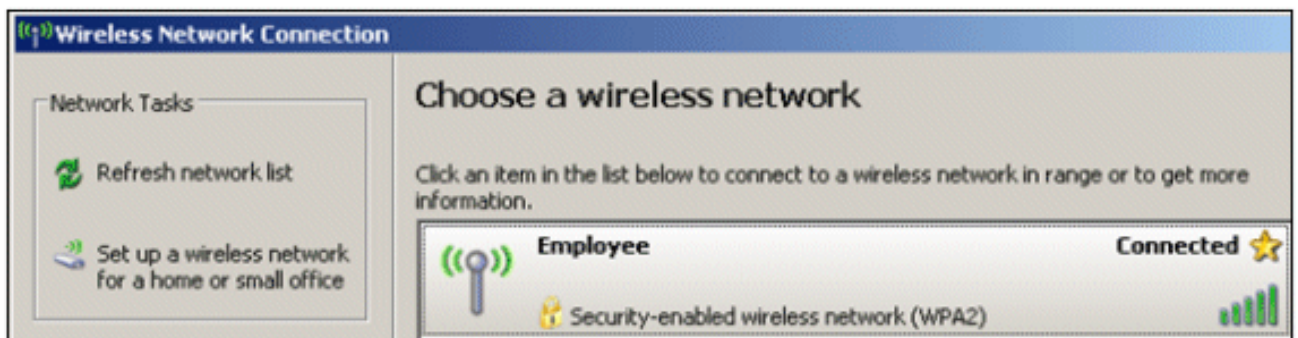 Wireless Network Connection
Network Tasks
Refresh network list
Set up a wireless network
for a home or small office
Choose a wireless network
Click an item in the list below to connect to a wireless network in range or to get more
information.
Employee
Connected
Security-enabled wireless network (WPA2)